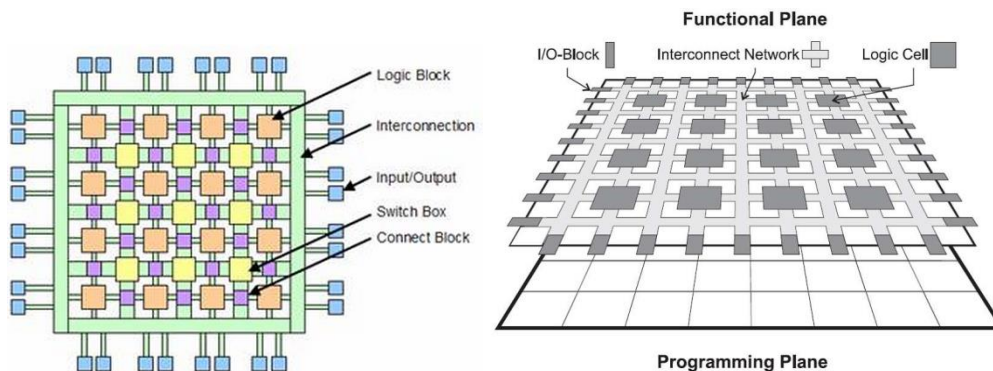 Logic Block
Interconnection
Input/Output
Switch Box
Connect Block
Functional Plane
I/O-Block
Interconnect Network
Logic Cell
Programming Plane